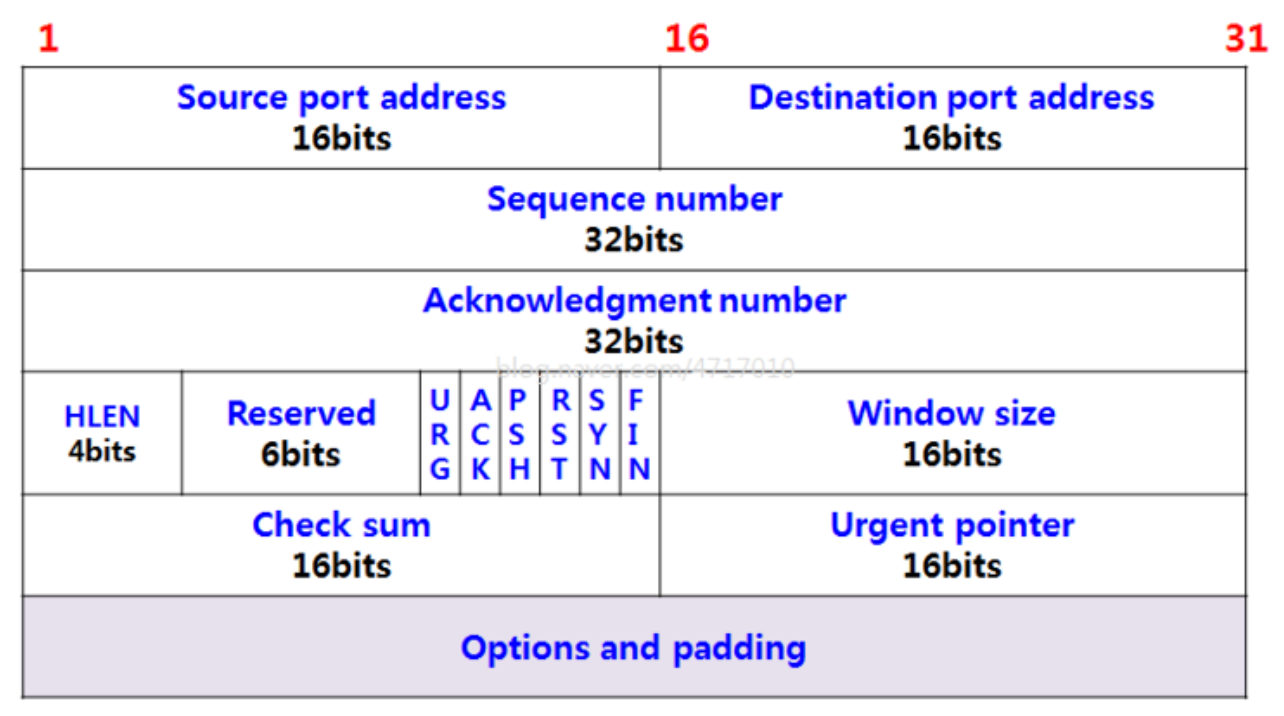 1 16 31
Source port address Destination port address
16bits 16bits
Sequence number
32bits
Acknowledgment number
32bits
blog.naver.com/4717010
HLEN
4bits
Reserved
6bits
URG
ACK
PSH
RST
SYN
FIN
Window size
16bits
Check sum Urgent pointer
16bits 16bits
Options and padding